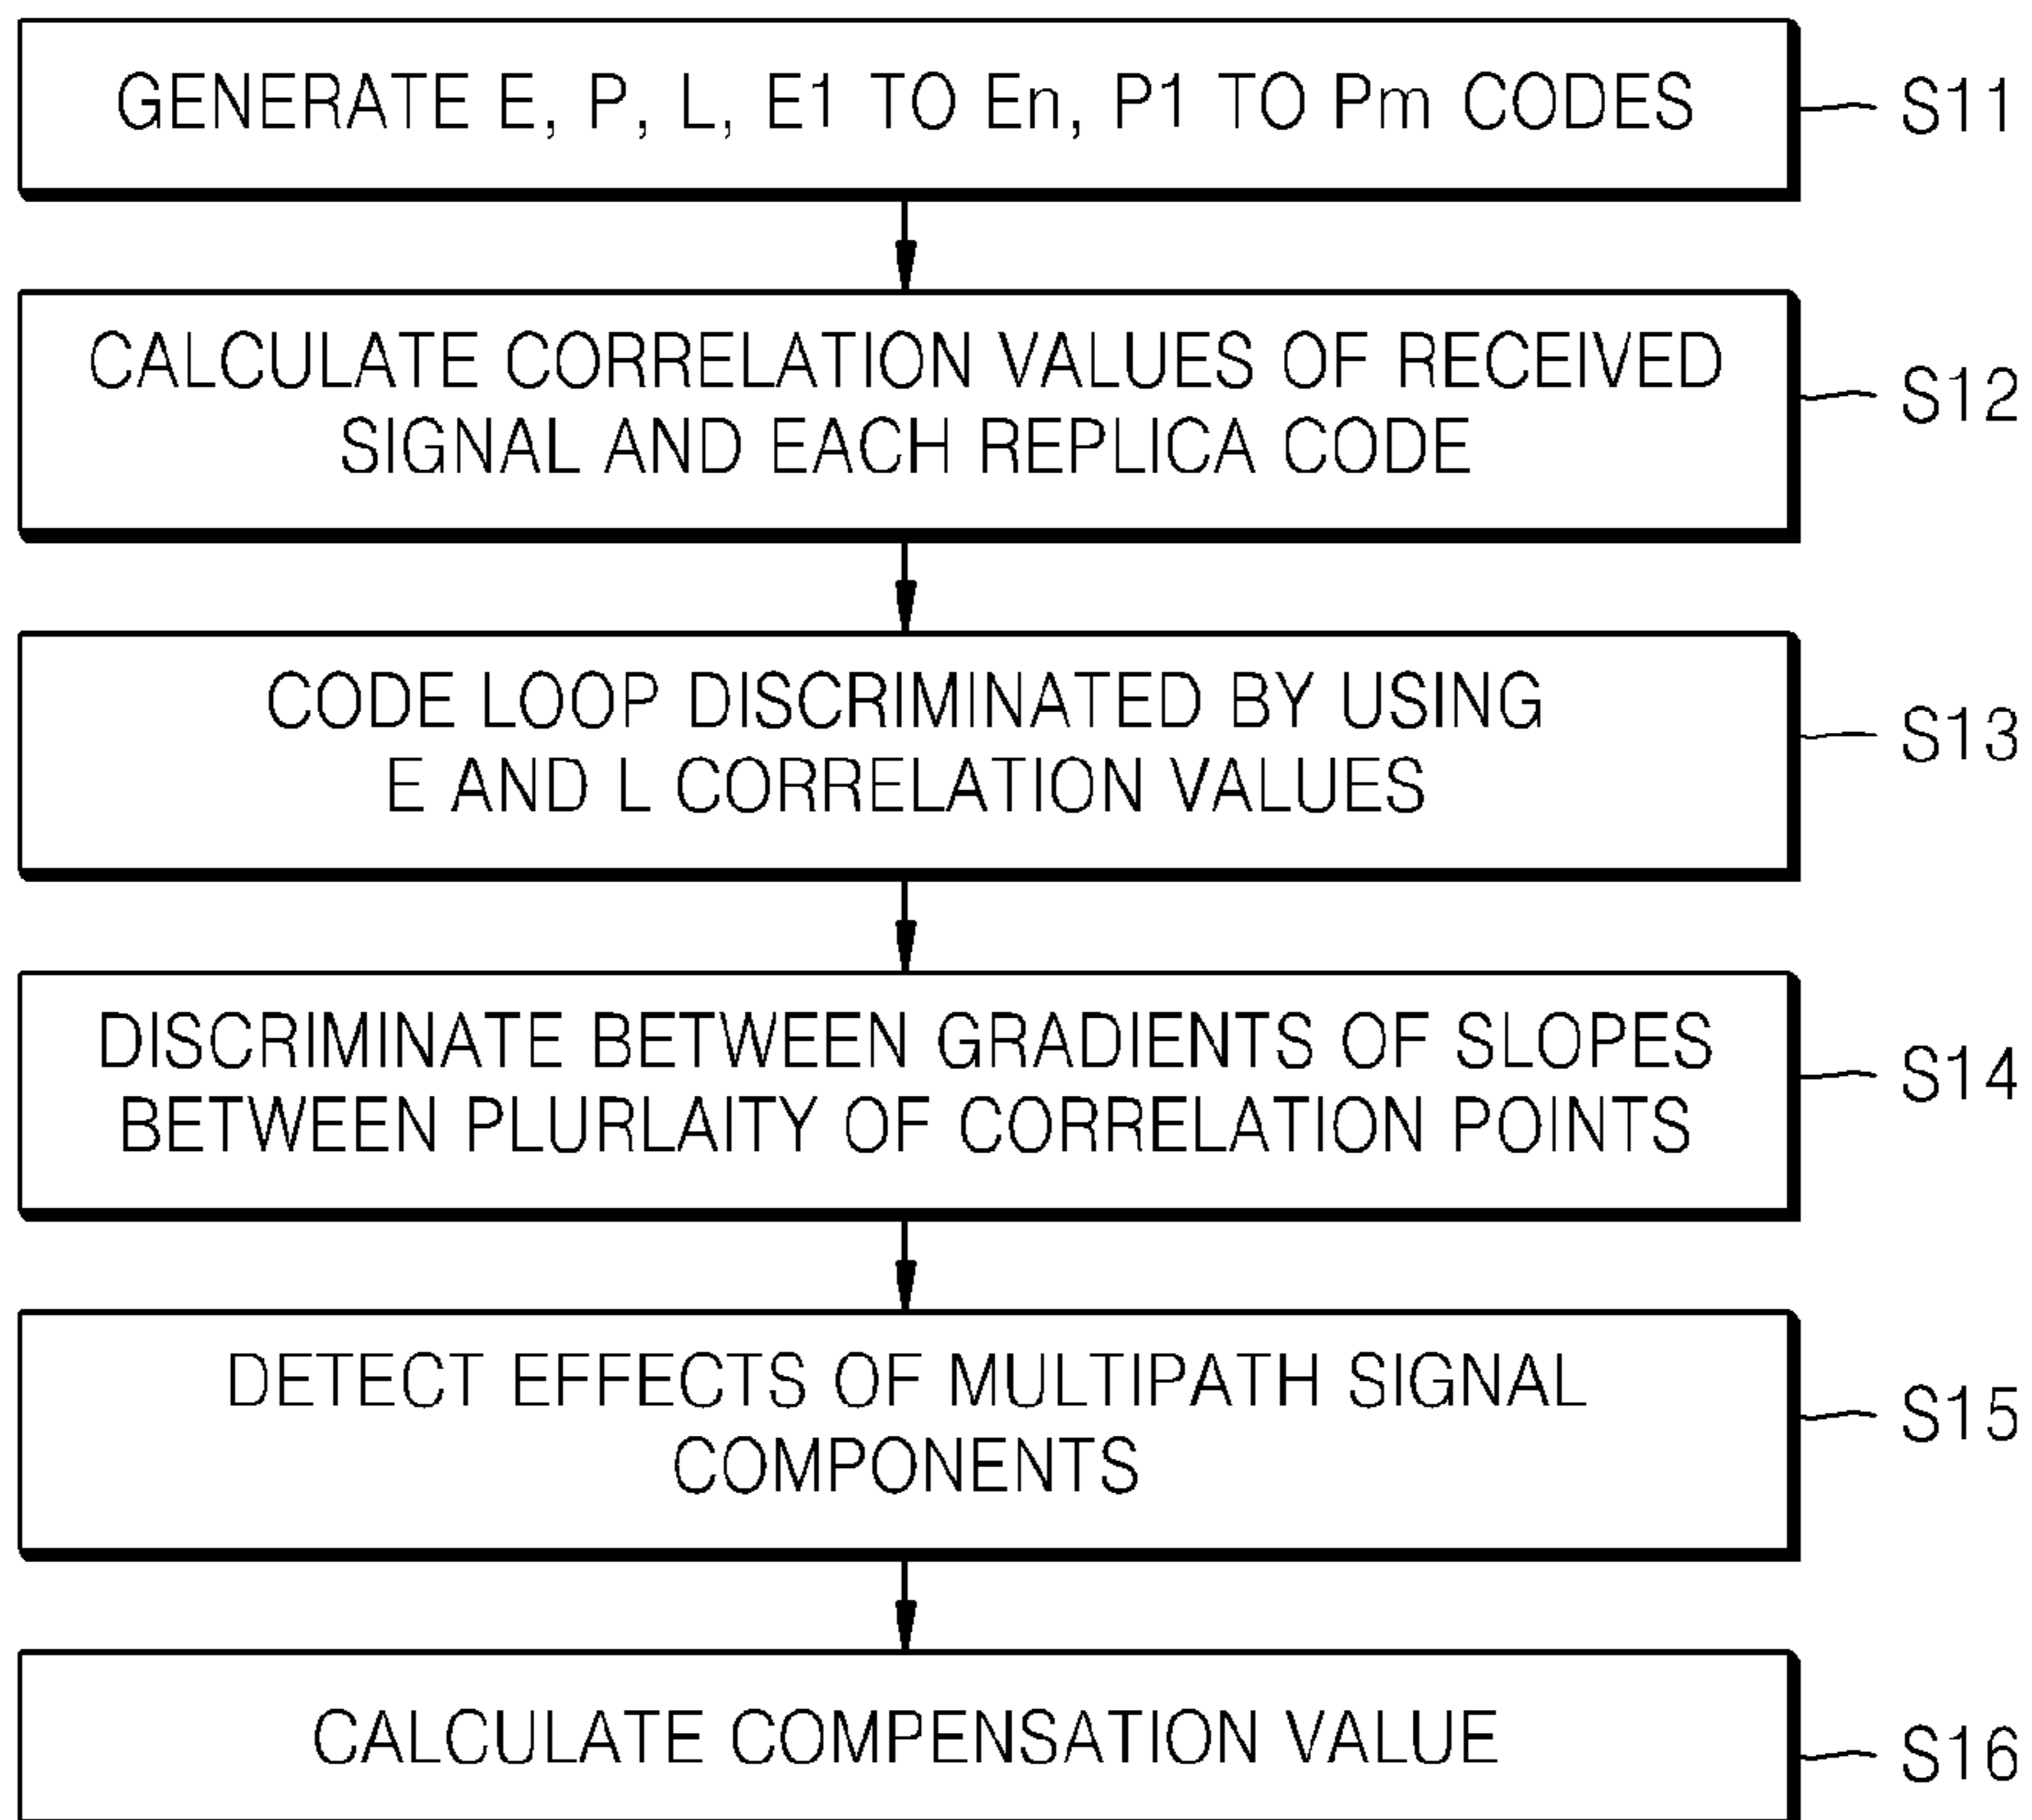 GENERATE E, P, L, E1 TO En, P1 TO Pm CODES
S11
CALCULATE CORRELATION VALUES OF RECEIVED
SIGNAL AND EACH REPLICA CODE
S12
CODE LOOP DISCRIMINATED BY USING
E AND L CORRELATION VALUES
S13
DISCRIMINATE BETWEEN GRADIENTS OF SLOPES
BETWEEN PLURLAITY OF CORRELATION POINTS
S14
DETECT EFFECTS OF MULTIPATH SIGNAL
COMPONENTS
S15
CALCULATE COMPENSATION VALUE
S16